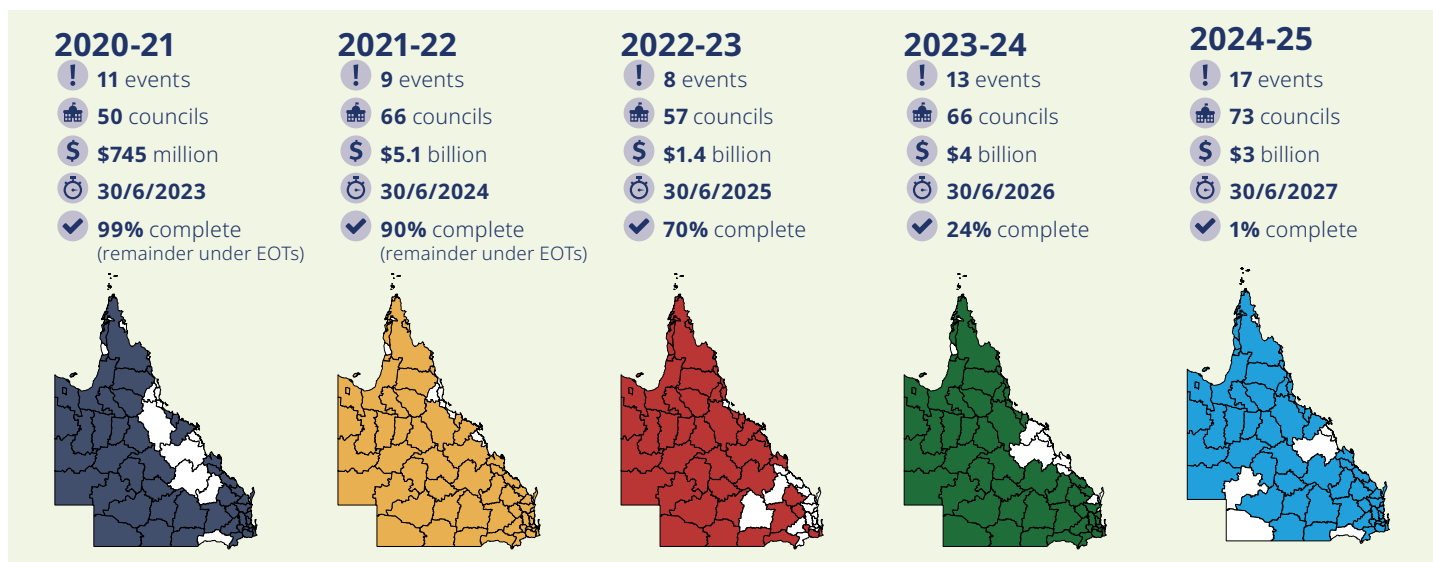 2020-21
11 events
50 councils
$745 million
30/6/2023
99% complete
(remainder under EOTs)
2021-22
9 events
66 councils
$5.1 billion
30/6/2024
90% complete
(remainder under EOTs)
2022-23
8 events
57 councils
$1.4 billion
30/6/2025
70% complete
2023-24
13 events
66 councils
$4 billion
30/6/2026
24% complete
2024-25
17 events
73 councils
$3 billion
30/6/2027
1% complete